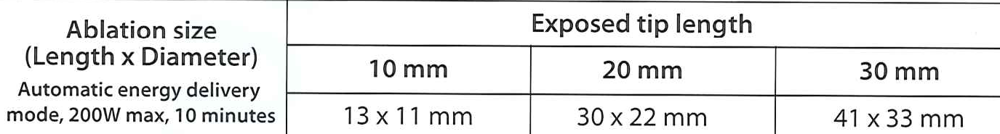 Ablation size
(Length x Diameter)
Automatic energy delivery
mode, 200W max, 10 minutes
Exposed tip length
10 mm
20 mm
30 mm
13 x 11 mm
30 x 22 mm
41 x 33 mm